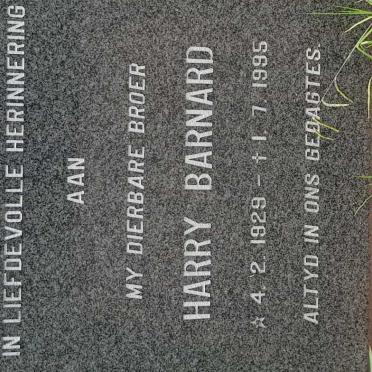 IN LIEFDEVOLLE HERINNERING
AAN
MY DIERBARE BROER
HARRY BARNARD
☆ 4. 2. 1929 – † 1. 7 1995
ALTYD IN ONS GEDAGTES.